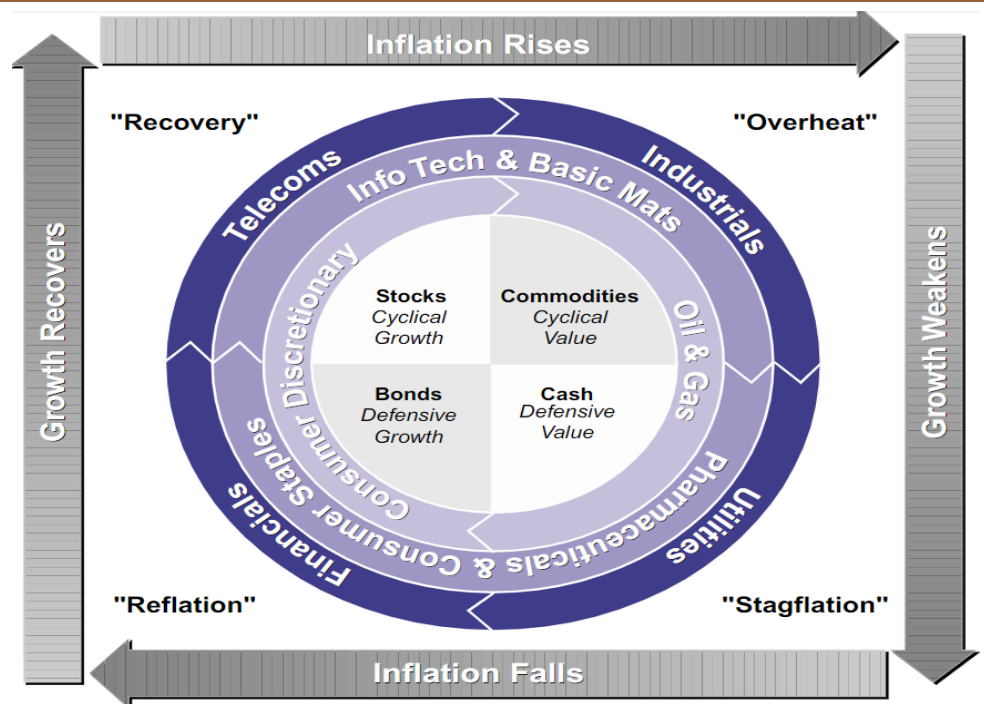 Inflation Rises
"Recovery"
"Overheat"
Growth Recovers
Growth Weakens
Telecoms
Industrials
Info Tech & Basic Mats
Consumer Discretionary
Oil & Gas
Stocks
Cyclical
Growth
Commodities
Cyclical
Value
Bonds
Defensive
Growth
Cash
Defensive
Value
Financials
Utilities
Pharmaceuticals & Consumer Staples
"Reflation"
"Stagflation"
Inflation Falls